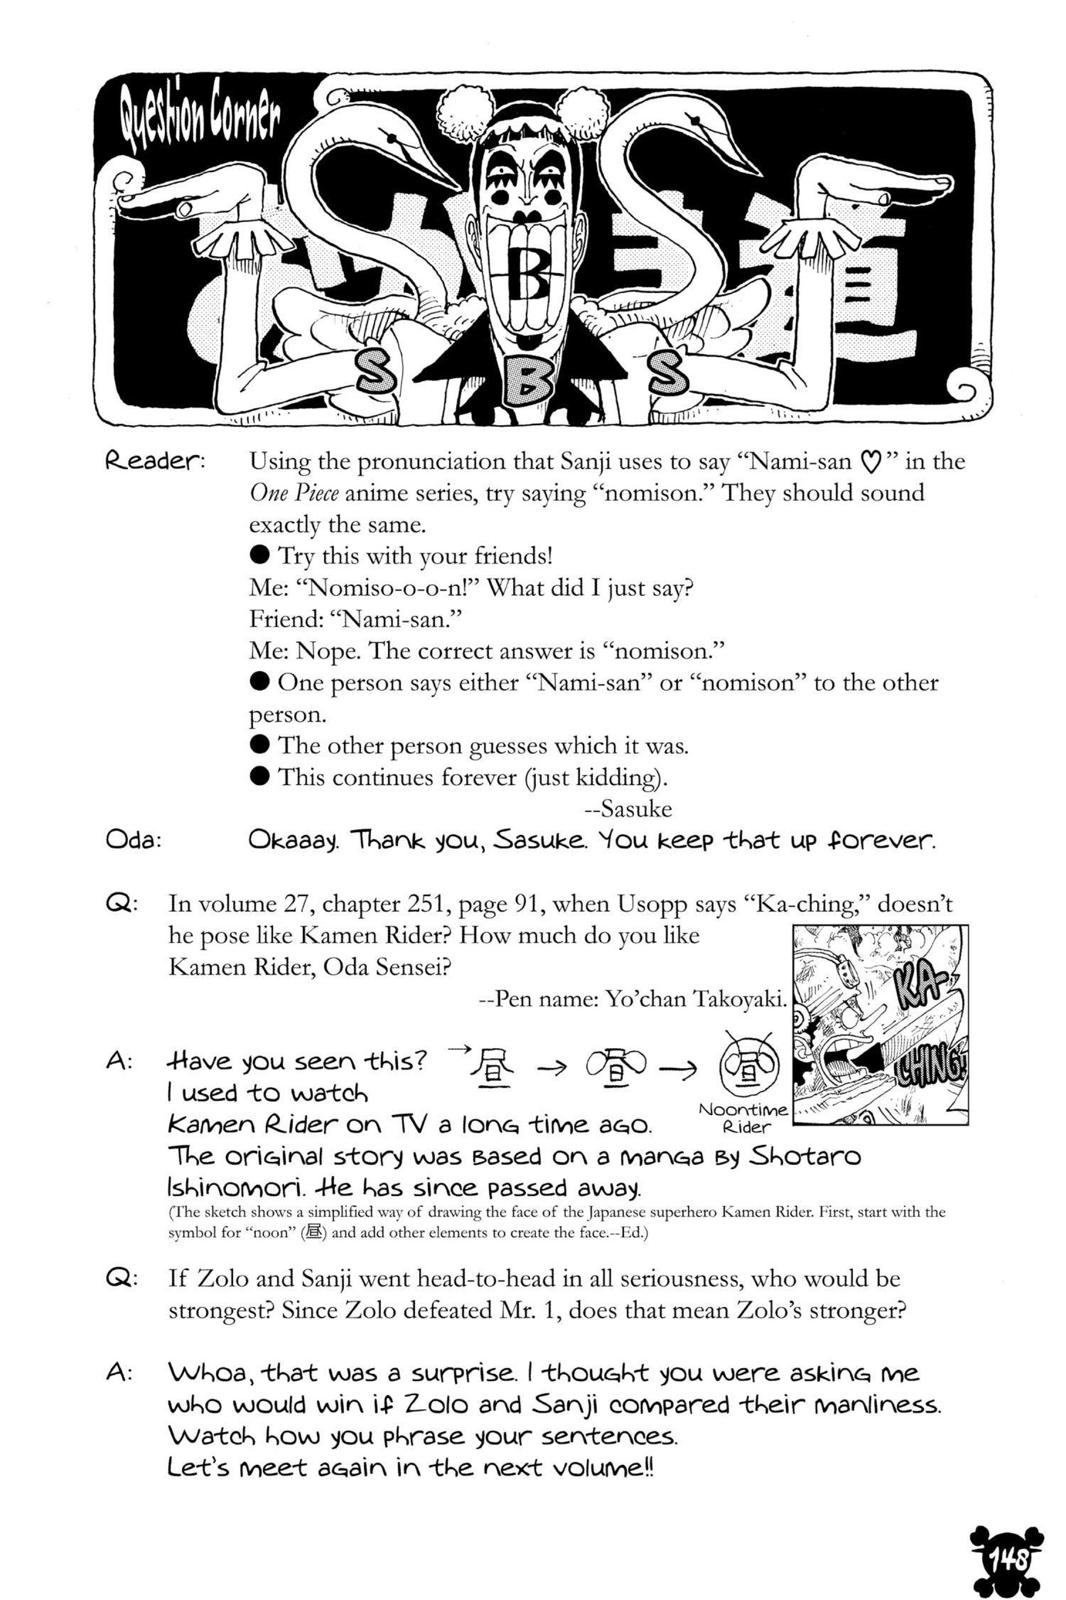 Question Corner
B
S B S
Reader: Using the pronunciation that Sanji uses to say “Nami-san ♡” in the
One Piece anime series, try saying “nomison.” They should sound
exactly the same.
● Try this with your friends!
Me: “Nomiso-o-o-n!” What did I just say?
Friend: “Nami-san.”
Me: Nope. The correct answer is “nomison.”
● One person says either “Nami-san” or “nomison” to the other
person.
● The other person guesses which it was.
● This continues forever (just kidding).
--Sasuke
Oda: Okaaay. Thank you, Sasuke. You keep that up forever.
Q: In volume 27, chapter 251, page 91, when Usopp says “Ka-ching,” doesn’t
he pose like Kamen Rider? How much do you like
Kamen Rider, Oda Sensei?
--Pen name: Yo’chan Takoyaki.
KA-
CHING!
A: Have you seen this? → 昼 → 昼 → 昼
Noontime
Rider
I used to watch
Kamen Rider on TV a long time ago.
The original story was based on a manga by Shotaro
Ishinomori. He has since passed away.
(The sketch shows a simplified way of drawing the face of the Japanese superhero Kamen Rider. First, start with the
symbol for “noon” (昼) and add other elements to create the face.--Ed.)
Q: If Zolo and Sanji went head-to-head in all seriousness, who would be
strongest? Since Zolo defeated Mr. 1, does that mean Zolo’s stronger?
A: Whoa, that was a surprise. I thought you were asking me
who would win if Zolo and Sanji compared their manliness.
Watch how you phrase your sentences.
Let’s meet again in the next volume!!
148